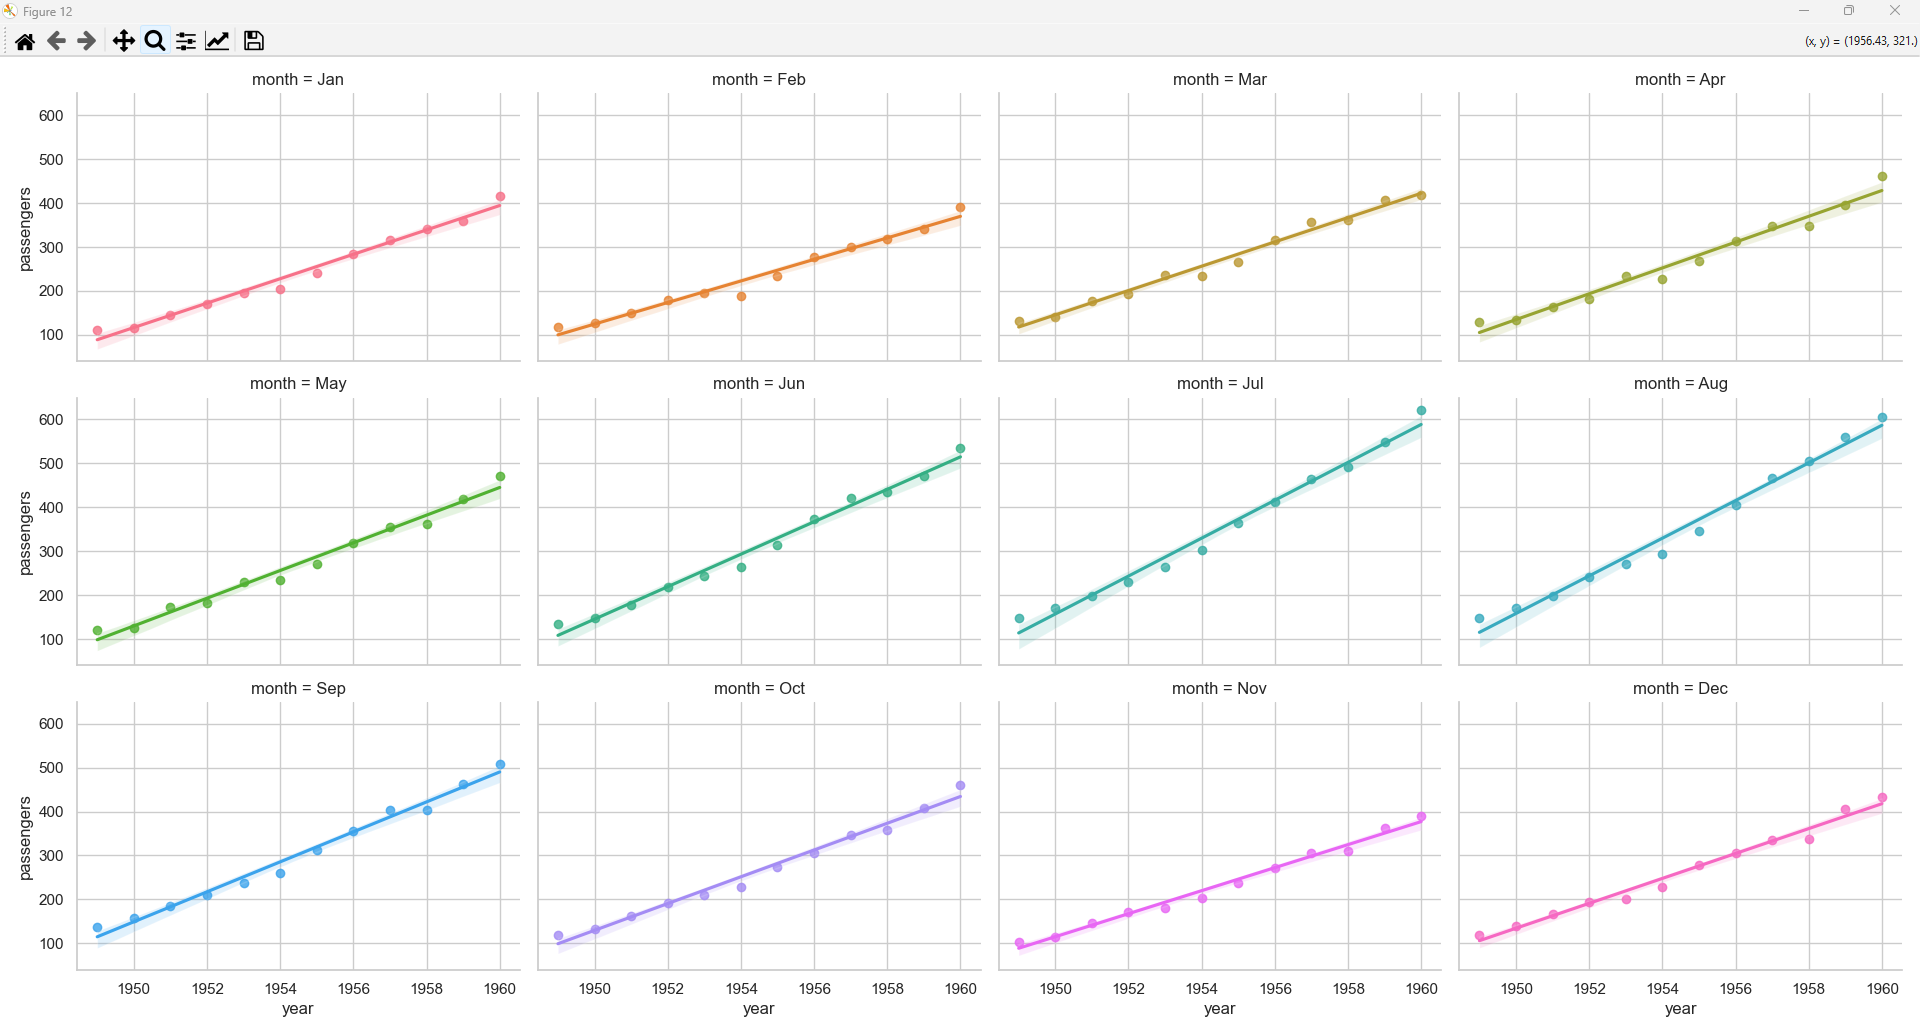 Figure 12
(x, y) = (1956.43, 321.)
month = Jan
month = Feb
month = Mar
month = Apr
600
500
400
300
200
100
passengers
month = May
month = Jun
month = Jul
month = Aug
600
500
400
300
200
100
passengers
month = Sep
month = Oct
month = Nov
month = Dec
600
500
400
300
200
100
passengers
1950 1952 1954 1956 1958 1960
year
1950 1952 1954 1956 1958 1960
year
1950 1952 1954 1956 1958 1960
year
1950 1952 1954 1956 1958 1960
year